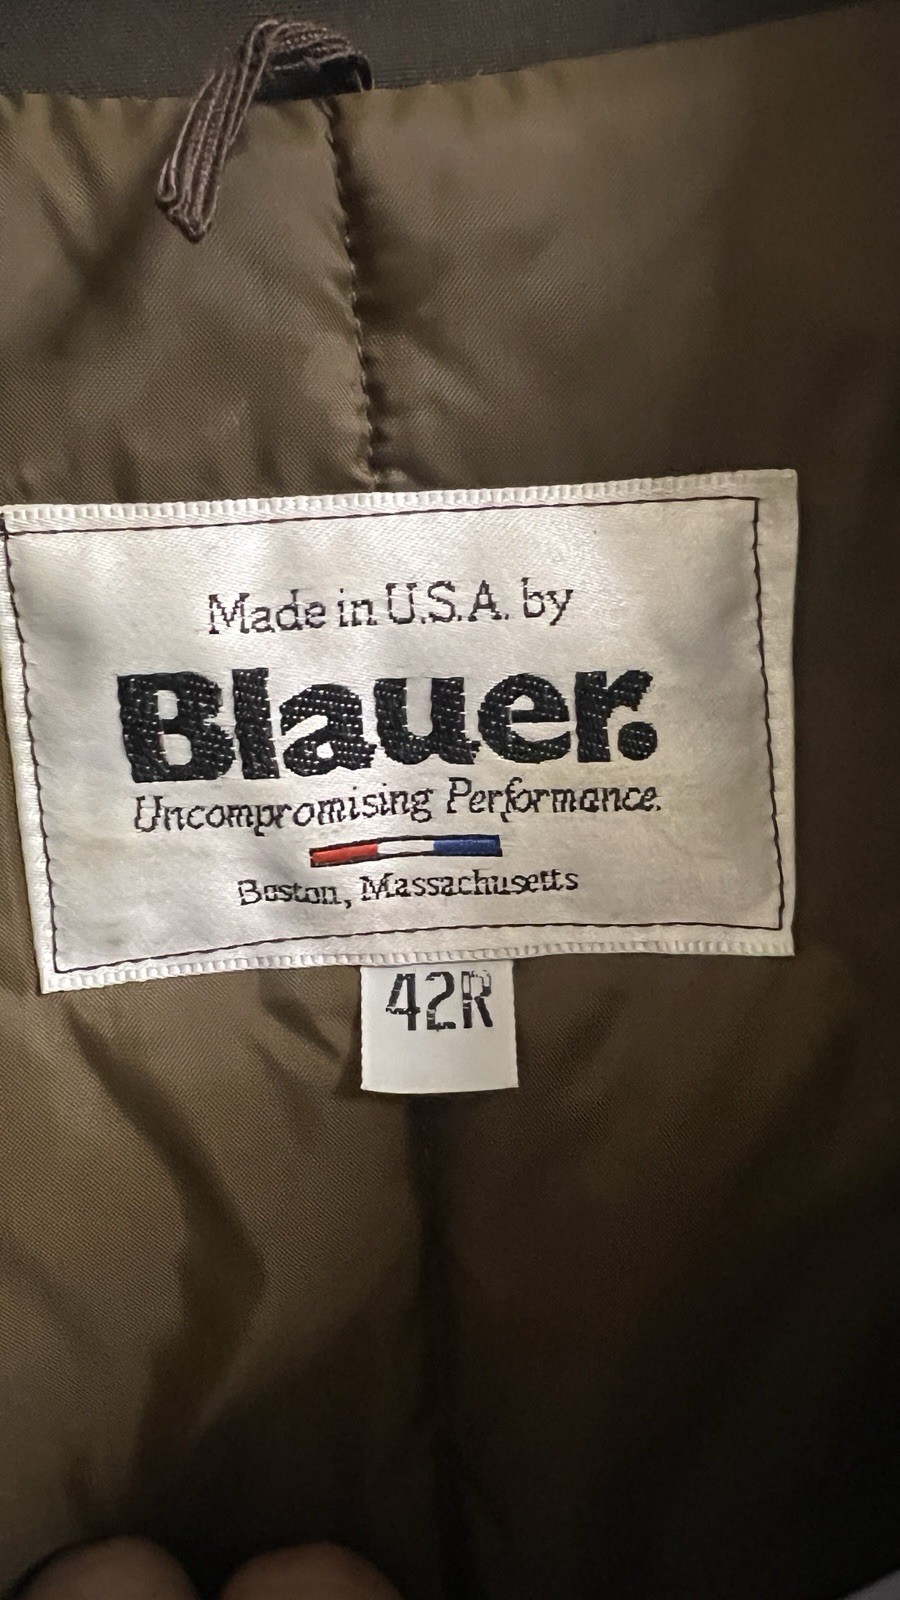 Made in U.S.A. by
Blauer.
Uncompromising Performance.
Boston, Massachusetts
42R